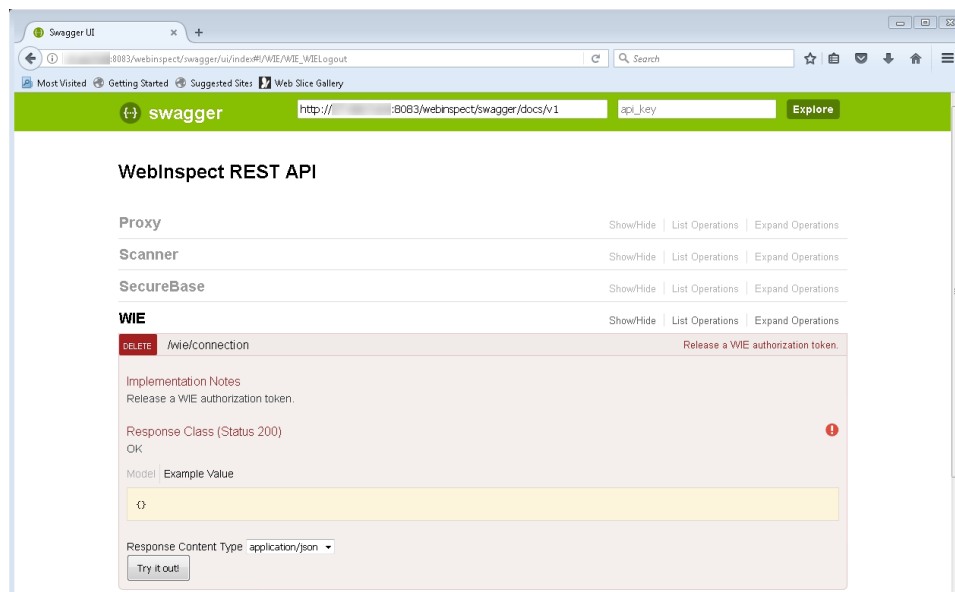 Swagger UI
:8083/webinspect/swagger/ui/index#!/WIE/WIE_WIELogout
Search
Most Visited Getting Started Suggested Sites Web Slice Gallery
swagger http:// :8083/webinspect/swagger/docs/v1 api_key Explore
WebInspect REST API
Proxy Show/Hide List Operations Expand Operations
Scanner Show/Hide List Operations Expand Operations
SecureBase Show/Hide List Operations Expand Operations
WIE Show/Hide List Operations Expand Operations
DELETE /wie/connection Release a WIE authorization token.
Implementation Notes
Release a WIE authorization token.
Response Class (Status 200)
OK
Model Example Value
{}
Response Content Type application/json
Try it out!